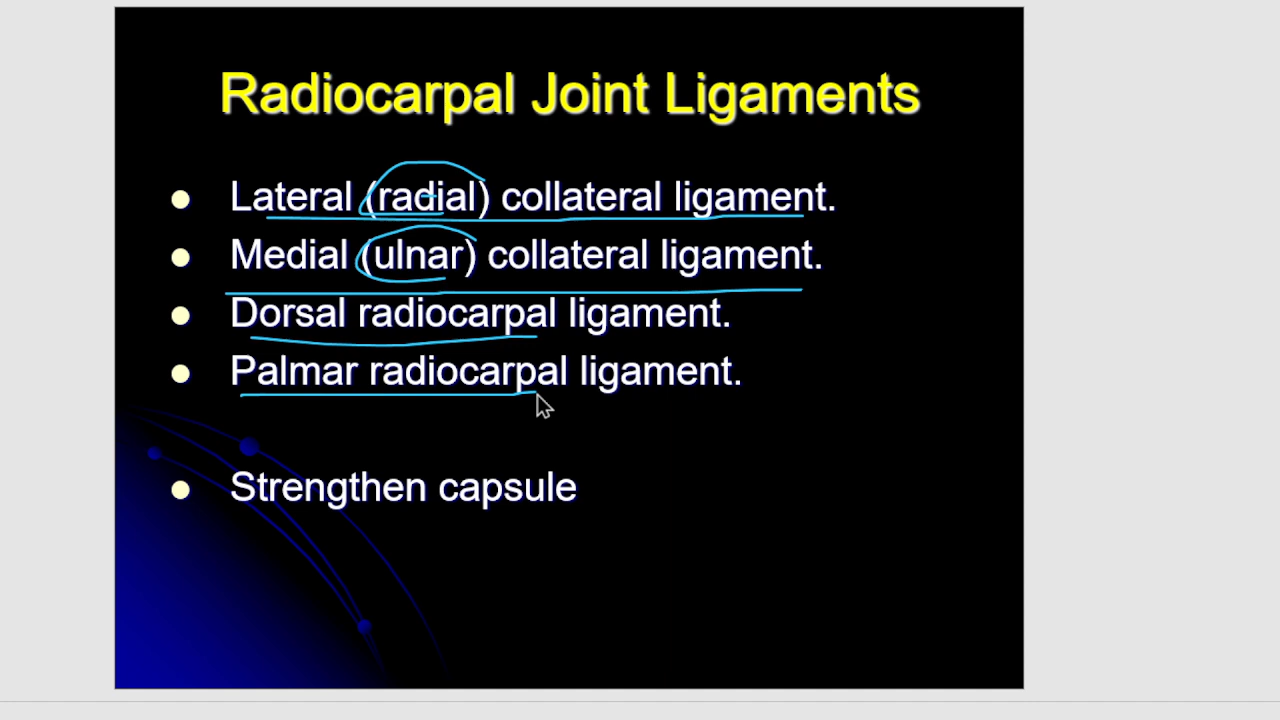 Radiocarpal Joint Ligaments
Lateral (radial) collateral ligament.
Medial (ulnar) collateral ligament.
Dorsal radiocarpal ligament.
Palmar radiocarpal ligament.
Strengthen capsule